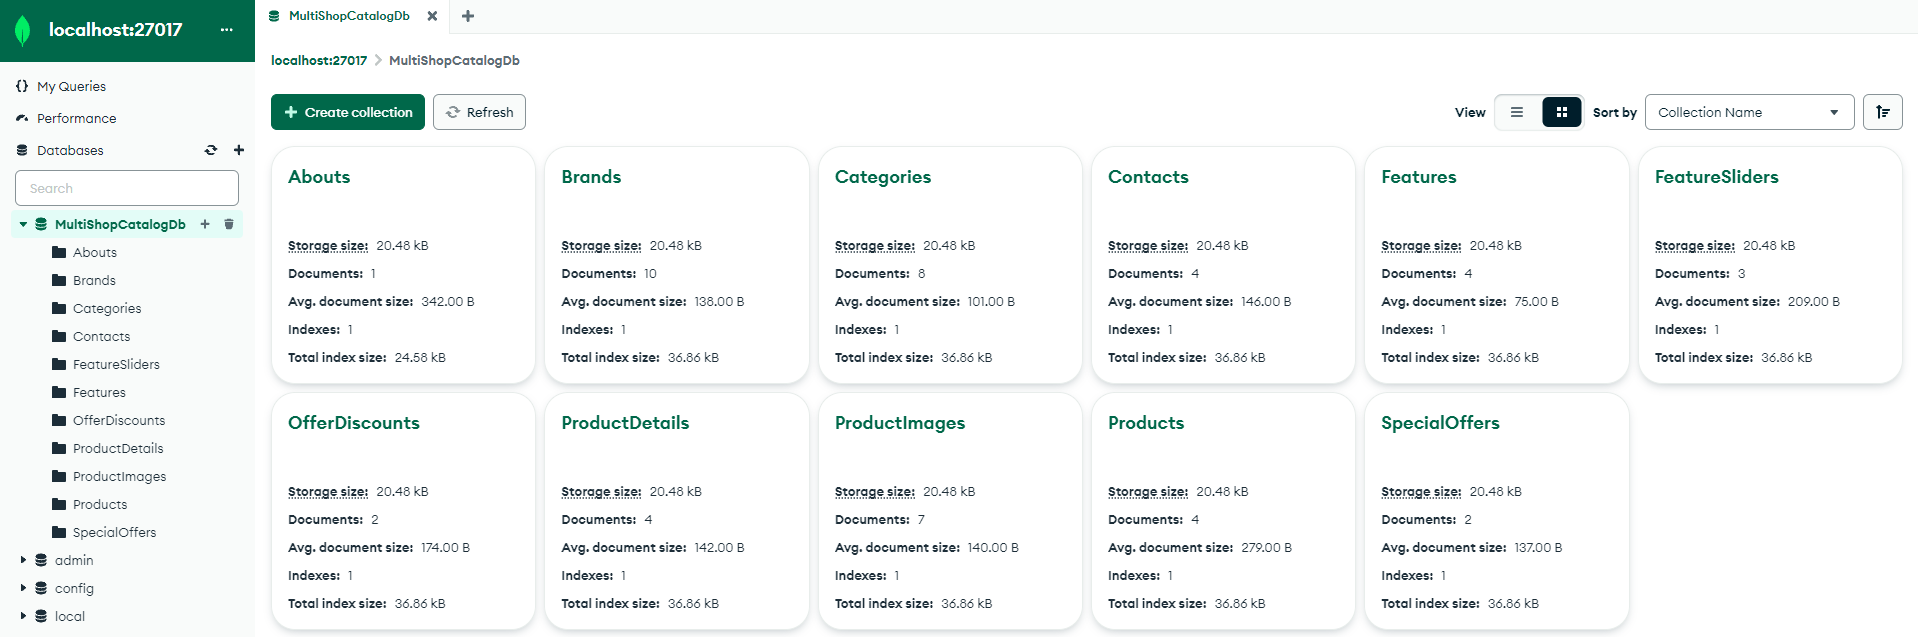 localhost:27017 ...
My Queries
Performance
Databases
Search
MultiShopCatalogDb
Abouts
Brands
Categories
Contacts
FeatureSliders
Features
OfferDiscounts
ProductDetails
ProductImages
Products
SpecialOffers
admin
config
local
MultiShopCatalogDb
localhost:27017 > MultiShopCatalogDb
Create collection Refresh View Sort by Collection Name
Abouts
Storage size: 20.48 kB
Documents: 1
Avg. document size: 342.00 B
Indexes: 1
Total index size: 24.58 kB
Brands
Storage size: 20.48 kB
Documents: 10
Avg. document size: 138.00 B
Indexes: 1
Total index size: 36.86 kB
Categories
Storage size: 20.48 kB
Documents: 8
Avg. document size: 101.00 B
Indexes: 1
Total index size: 36.86 kB
Contacts
Storage size: 20.48 kB
Documents: 4
Avg. document size: 146.00 B
Indexes: 1
Total index size: 36.86 kB
Features
Storage size: 20.48 kB
Documents: 4
Avg. document size: 75.00 B
Indexes: 1
Total index size: 36.86 kB
FeatureSliders
Storage size: 20.48 kB
Documents: 3
Avg. document size: 209.00 B
Indexes: 1
Total index size: 36.86 kB
OfferDiscounts
Storage size: 20.48 kB
Documents: 2
Avg. document size: 174.00 B
Indexes: 1
Total index size: 36.86 kB
ProductDetails
Storage size: 20.48 kB
Documents: 4
Avg. document size: 142.00 B
Indexes: 1
Total index size: 36.86 kB
ProductImages
Storage size: 20.48 kB
Documents: 7
Avg. document size: 140.00 B
Indexes: 1
Total index size: 36.86 kB
Products
Storage size: 20.48 kB
Documents: 4
Avg. document size: 279.00 B
Indexes: 1
Total index size: 36.86 kB
SpecialOffers
Storage size: 20.48 kB
Documents: 2
Avg. document size: 137.00 B
Indexes: 1
Total index size: 36.86 kB